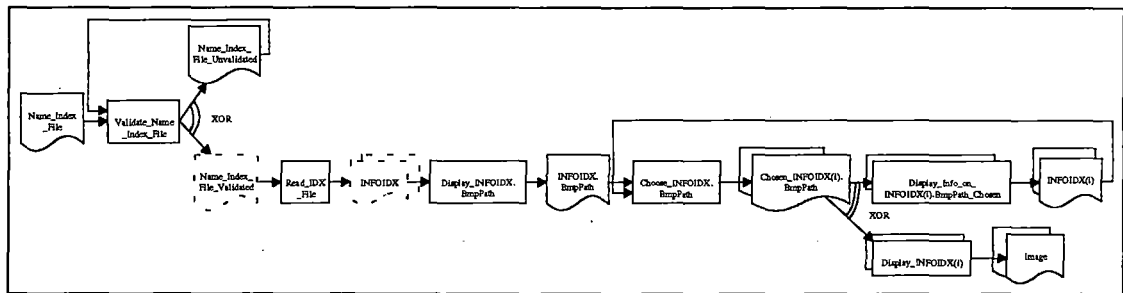 Name_Index_
File_Unvalidated
Name_Index
_File
Validate_Name
_Index_File
XOR
Name_Index_
File_Validated
Read_IDX
_File
INFOIDX
Display_INFOIDX.
BmpPath
INFOIDX.
BmpPath
Choose_INFOIDX.
BmpPath
Chosen_INFOIDX(i).
BmpPath
Display_Info_on_
INFOIDX(i).BmpPath_Chosen
INFOIDX(i)
XOR
Display_INFOIDX(i)
Image